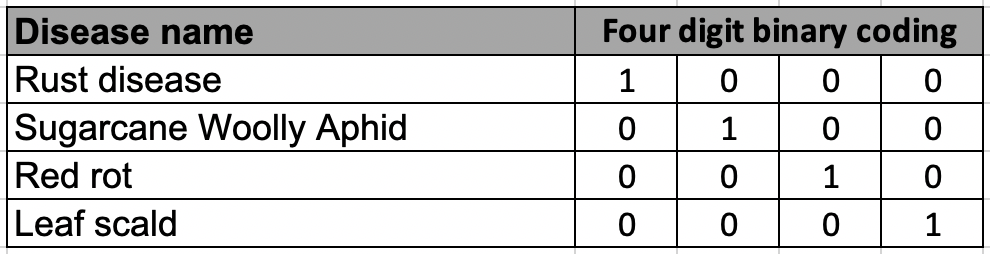 Disease name Four digit binary coding
Rust disease 1 0 0 0
Sugarcane Woolly Aphid 0 1 0 0
Red rot 0 0 1 0
Leaf scald 0 0 0 1